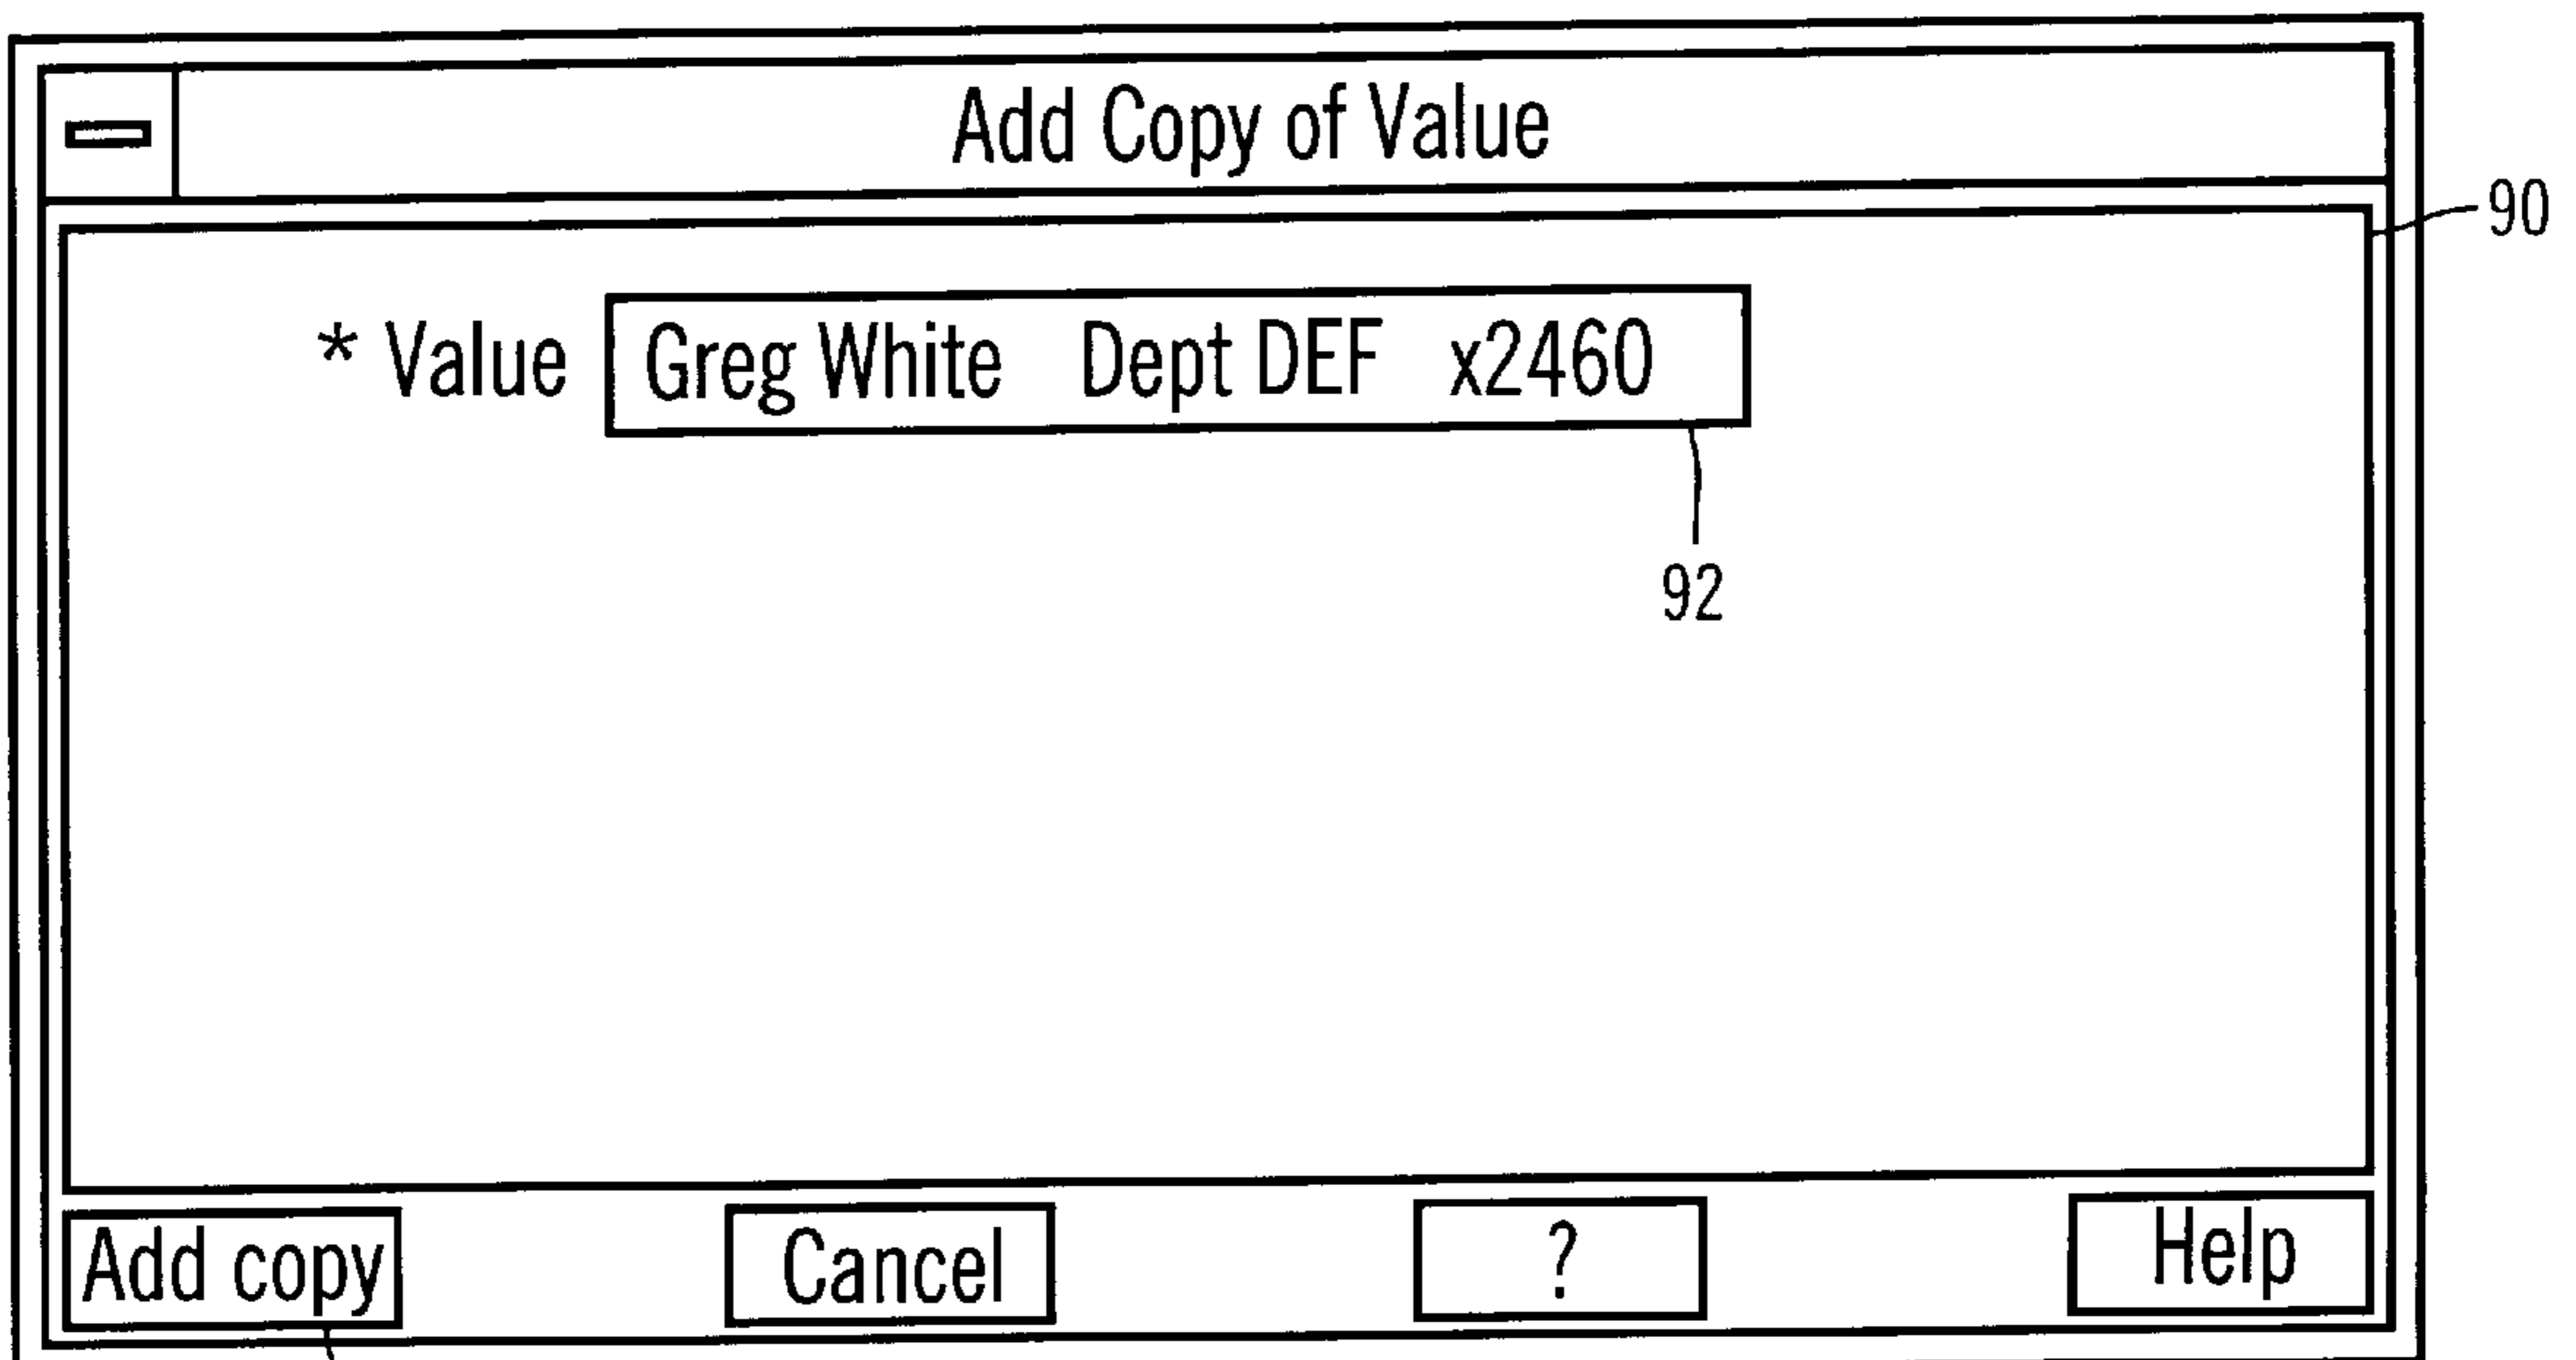 Add Copy of Value
90
* Value Greg White Dept DEF x2460
92
Add copy Cancel ? Help